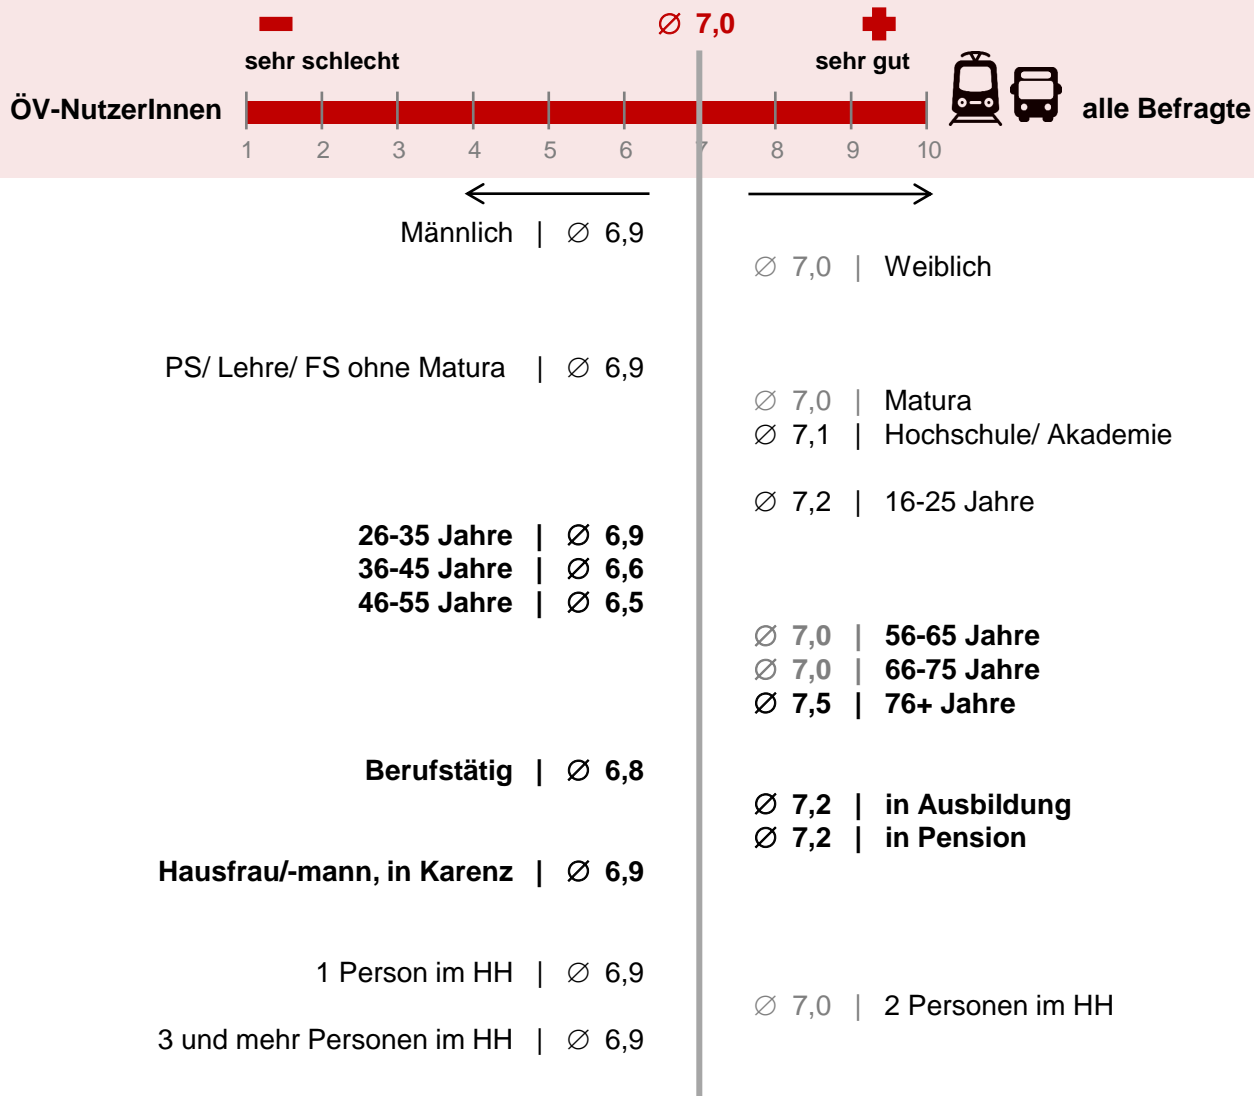 ∅ 7,0
sehr schlecht
sehr gut
ÖV-NutzerInnen
alle Befragte
1 2 3 4 5 6 7 8 9 10
Männlich | ∅ 6,9
∅ 7,0 | Weiblich
PS/ Lehre/ FS ohne Matura | ∅ 6,9
∅ 7,0 | Matura
∅ 7,1 | Hochschule/ Akademie
∅ 7,2 | 16-25 Jahre
26-35 Jahre | ∅ 6,9
36-45 Jahre | ∅ 6,6
46-55 Jahre | ∅ 6,5
∅ 7,0 | 56-65 Jahre
∅ 7,0 | 66-75 Jahre
∅ 7,5 | 76+ Jahre
Berufstätig | ∅ 6,8
∅ 7,2 | in Ausbildung
∅ 7,2 | in Pension
Hausfrau/-mann, in Karenz | ∅ 6,9
1 Person im HH | ∅ 6,9
∅ 7,0 | 2 Personen im HH
3 und mehr Personen im HH | ∅ 6,9